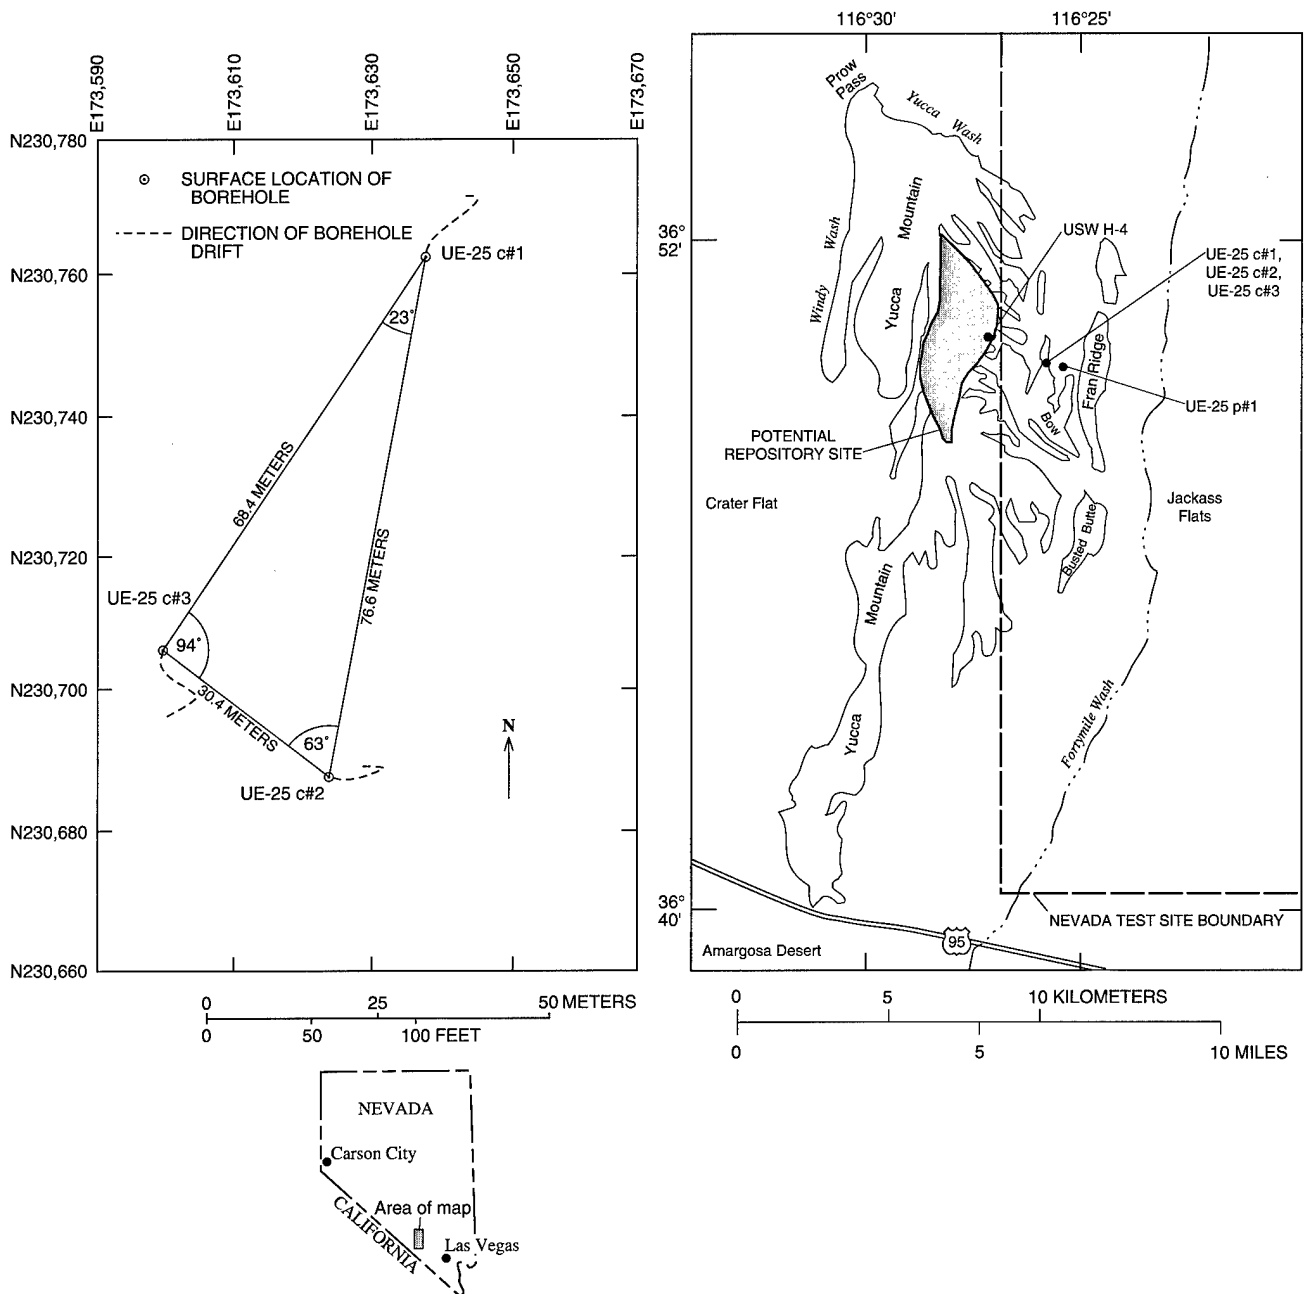 E173,590
E173,610
E173,630
E173,650
E173,670
N230,780
N230,760
N230,740
N230,720
N230,700
N230,680
N230,660
SURFACE LOCATION OF
BOREHOLE
DIRECTION OF BOREHOLE
DRIFT
UE-25 c#1
23°
68.4 METERS
76.6 METERS
UE-25 c#3
94°
30.4 METERS
63°
UE-25 c#2
N
0 25 50 METERS
0 50 100 FEET
NEVADA
Carson City
Area of map
CALIFORNIA
Las Vegas
116°30'
116°25'
Prow
Pass
Yucca Wash
Mountain
Windy Wash
Yucca
36°
52'
USW H-4
UE-25 c#1,
UE-25 c#2,
UE-25 c#3
Fran Ridge
UE-25 p#1
Bow
POTENTIAL
REPOSITORY SITE
Crater Flat
Jackass
Flats
Busted Butte
Mountain
Yucca
Fortymile Wash
36°
40'
NEVADA TEST SITE BOUNDARY
95
Amargosa Desert
0 5 10 KILOMETERS
0 5 10 MILES